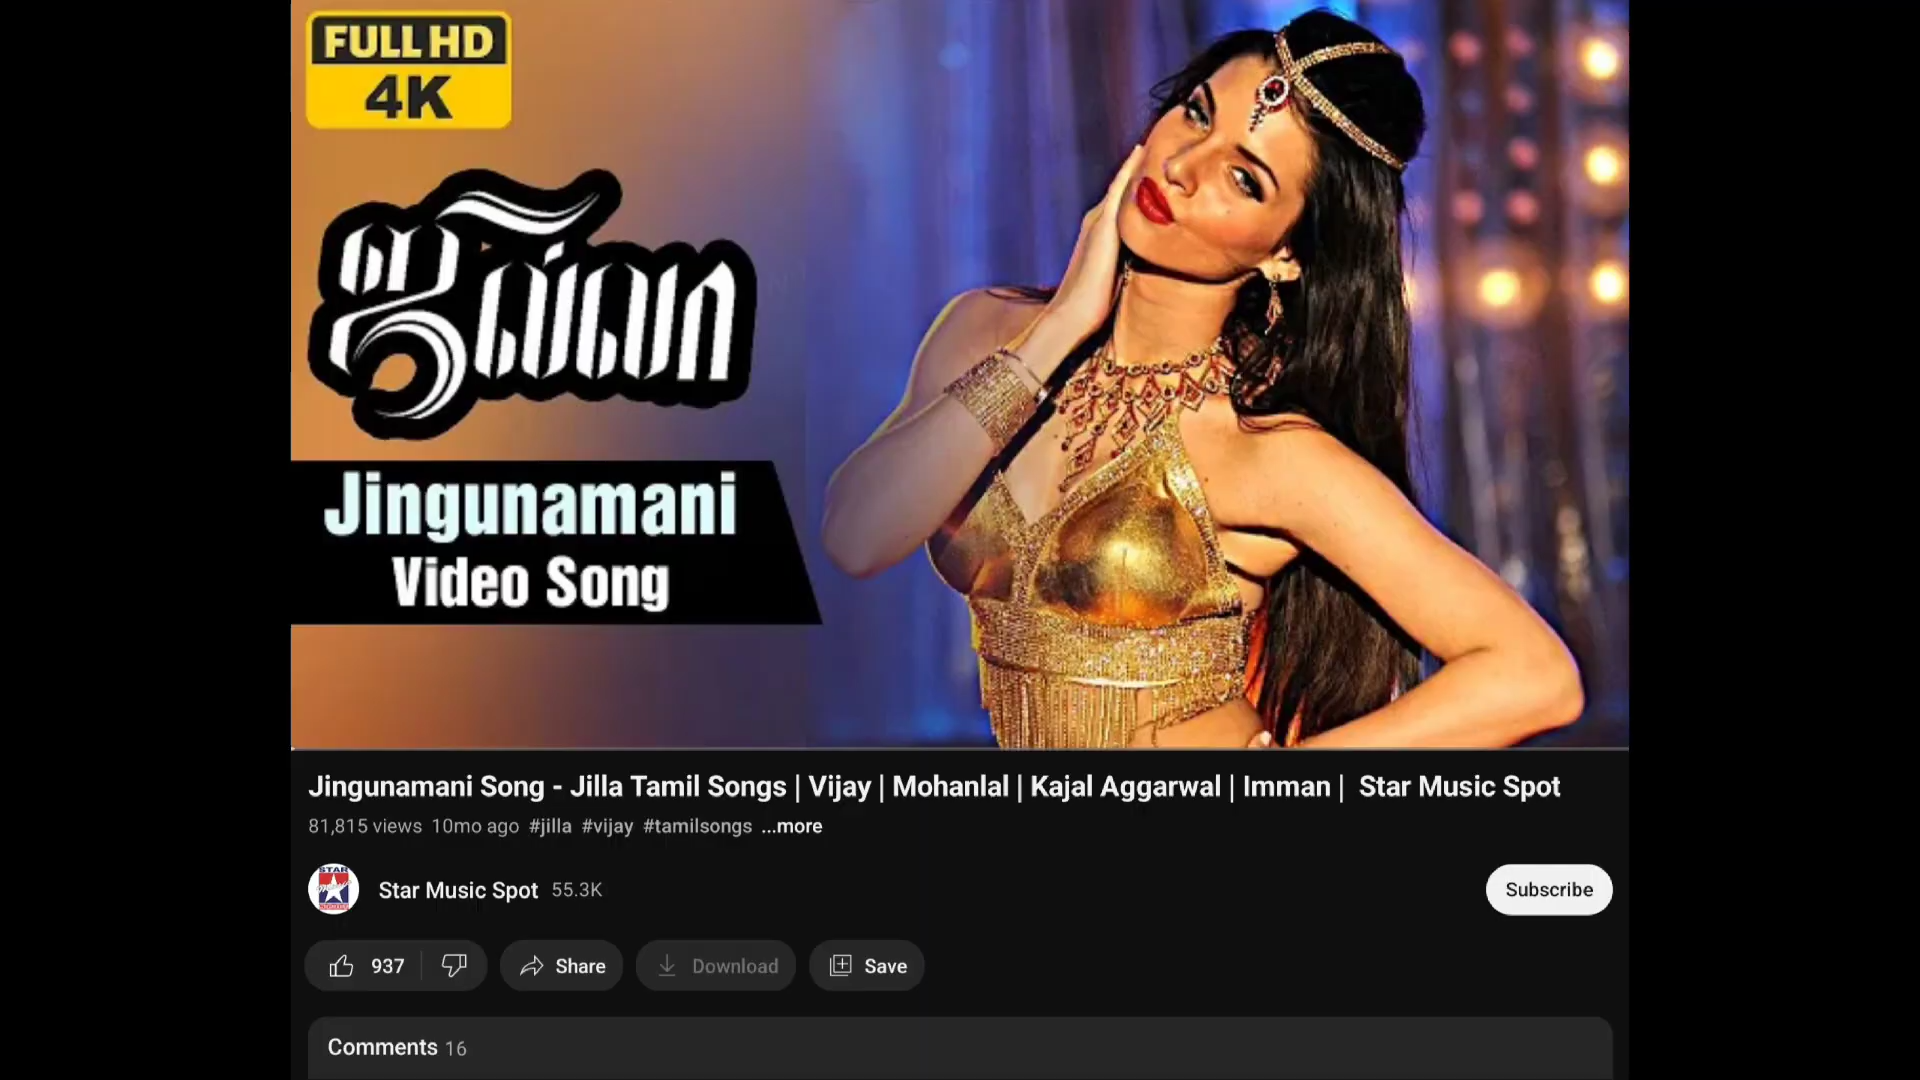 FULL HD
4K
ஜில்லா
Jingunamani
Video Song
Jingunamani Song - Jilla Tamil Songs | Vijay | Mohanlal | Kajal Aggarwal | Imman | Star Music Spot
81,815 views 10mo ago #jilla #vijay #tamilsongs ...more
STAR
Star Music Spot 55.3K
Subscribe
937 Share Download Save
Comments 16